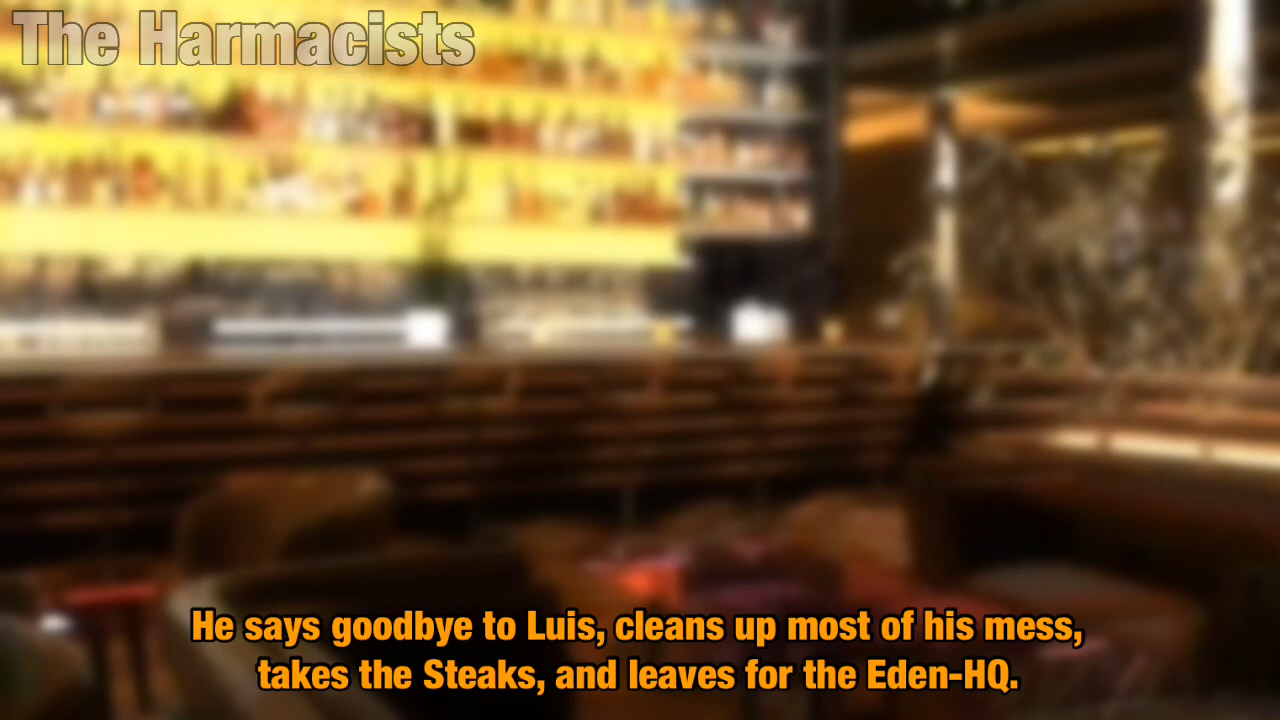 The Harmacists
He says goodbye to Luis, cleans up most of his mess,
takes the Steaks, and leaves for the Eden-HQ.